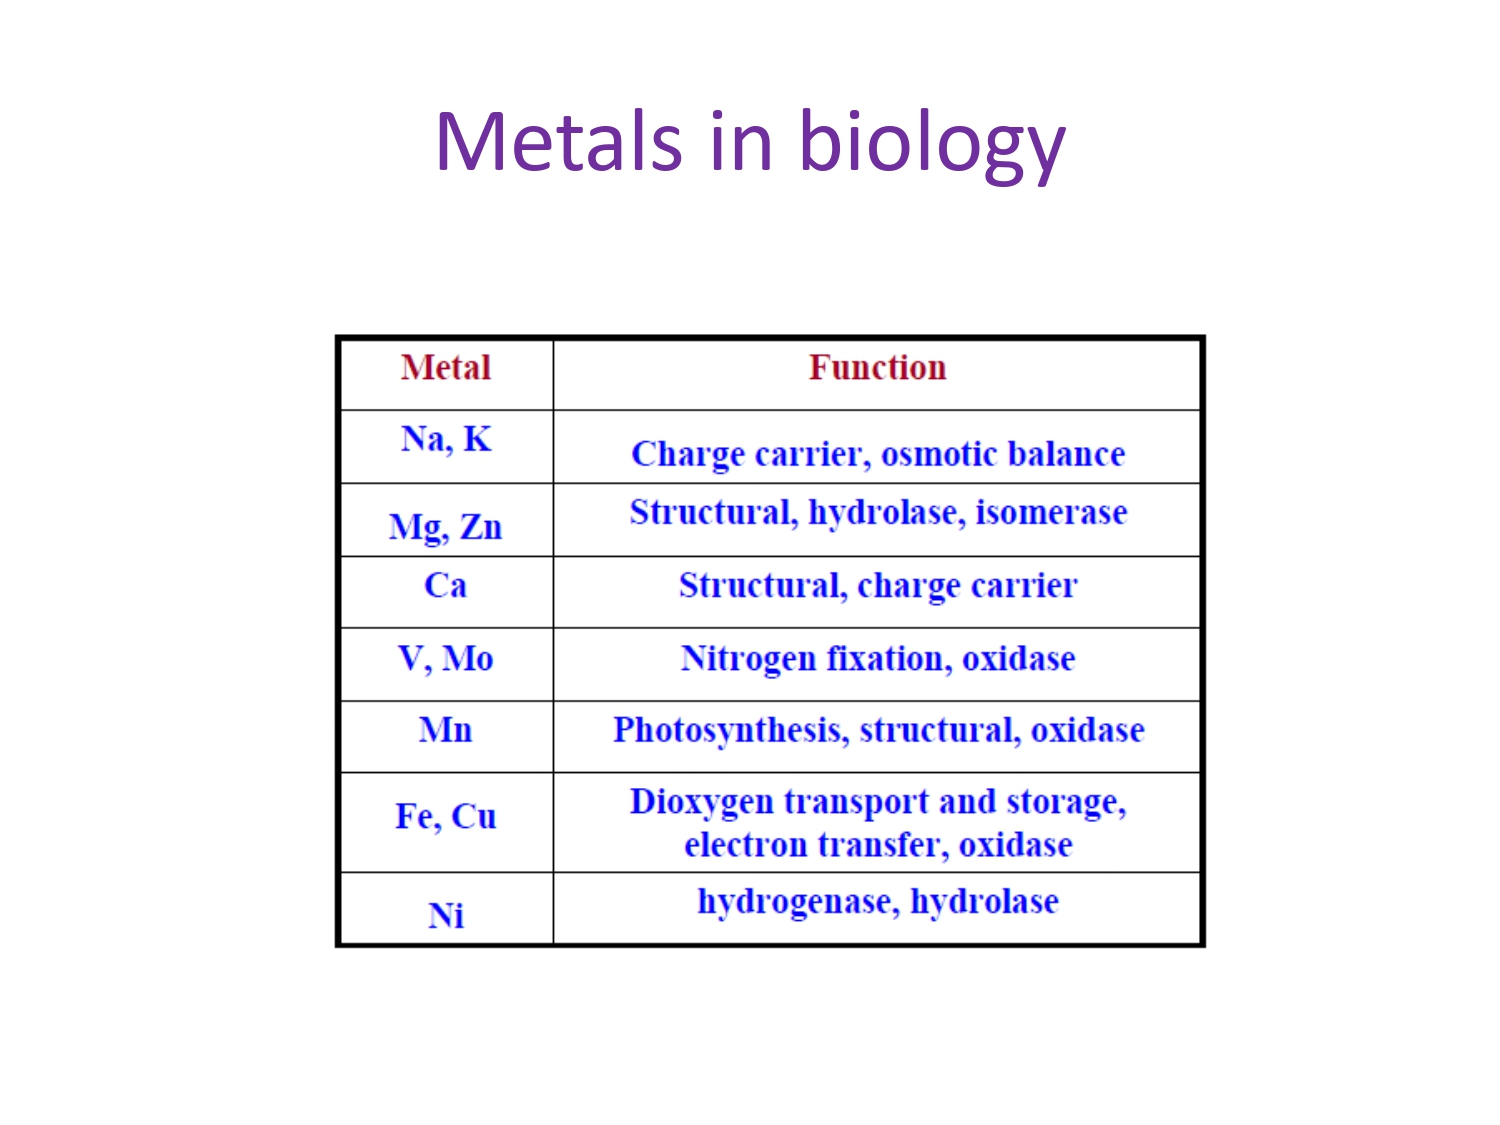 Metals in biology
Metal Function
Na, K Charge carrier, osmotic balance
Mg, Zn Structural, hydrolase, isomerase
Ca Structural, charge carrier
V, Mo Nitrogen fixation, oxidase
Mn Photosynthesis, structural, oxidase
Fe, Cu Dioxygen transport and storage,
electron transfer, oxidase
Ni hydrogenase, hydrolase